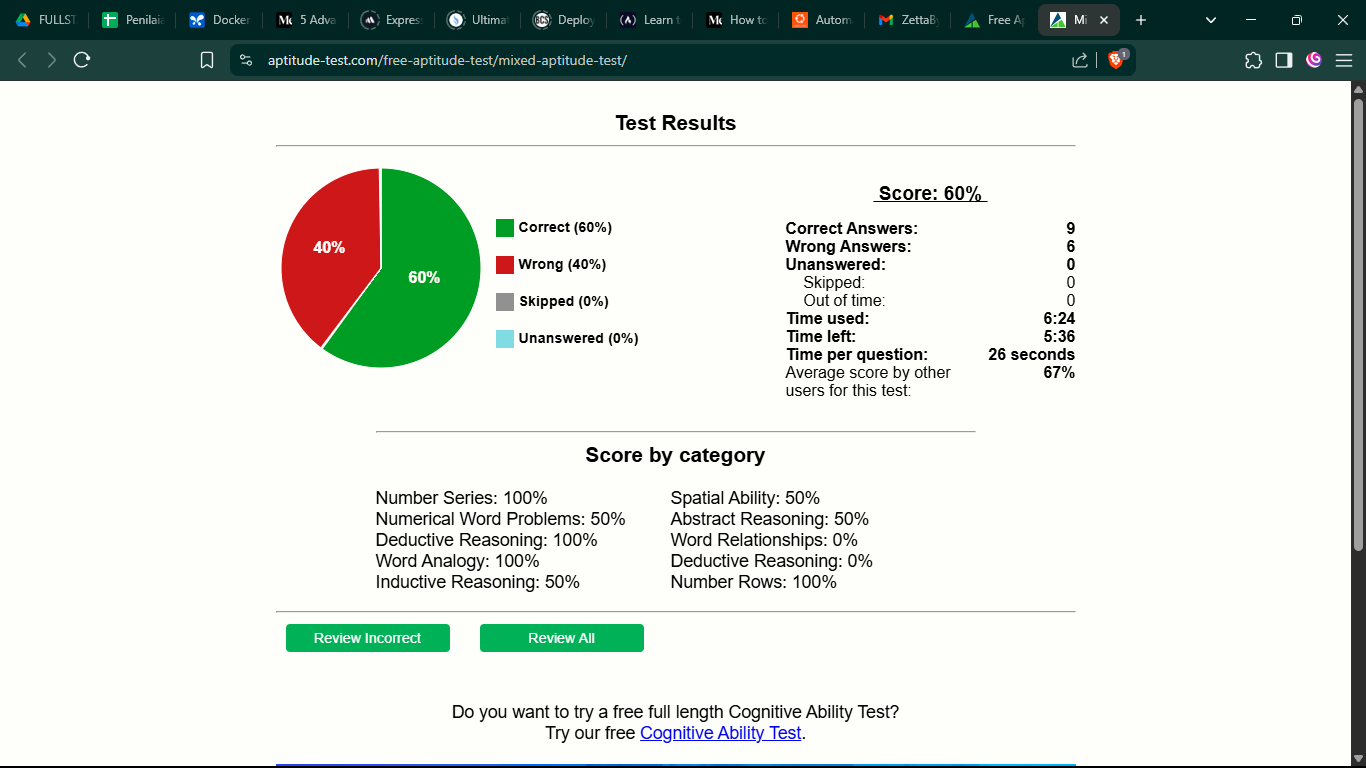 FULLST
Penilai
Docker
5 Adva
Expres
Ultima
Deploy
Learn t
How to
Autom
ZettaBy
Free Ap
Mi
aptitude-test.com/free-aptitude-test/mixed-aptitude-test/
1
Test Results
40%
60%
Correct (60%)
Wrong (40%)
Skipped (0%)
Unanswered (0%)
Score: 60%
Correct Answers: 9
Wrong Answers: 6
Unanswered: 0
Skipped: 0
Out of time: 0
Time used: 6:24
Time left: 5:36
Time per question: 26 seconds
Average score by other 67%
users for this test:
Score by category
Number Series: 100%
Numerical Word Problems: 50%
Deductive Reasoning: 100%
Word Analogy: 100%
Inductive Reasoning: 50%
Spatial Ability: 50%
Abstract Reasoning: 50%
Word Relationships: 0%
Deductive Reasoning: 0%
Number Rows: 100%
Review Incorrect
Review All
Do you want to try a free full length Cognitive Ability Test?
Try our free Cognitive Ability Test.